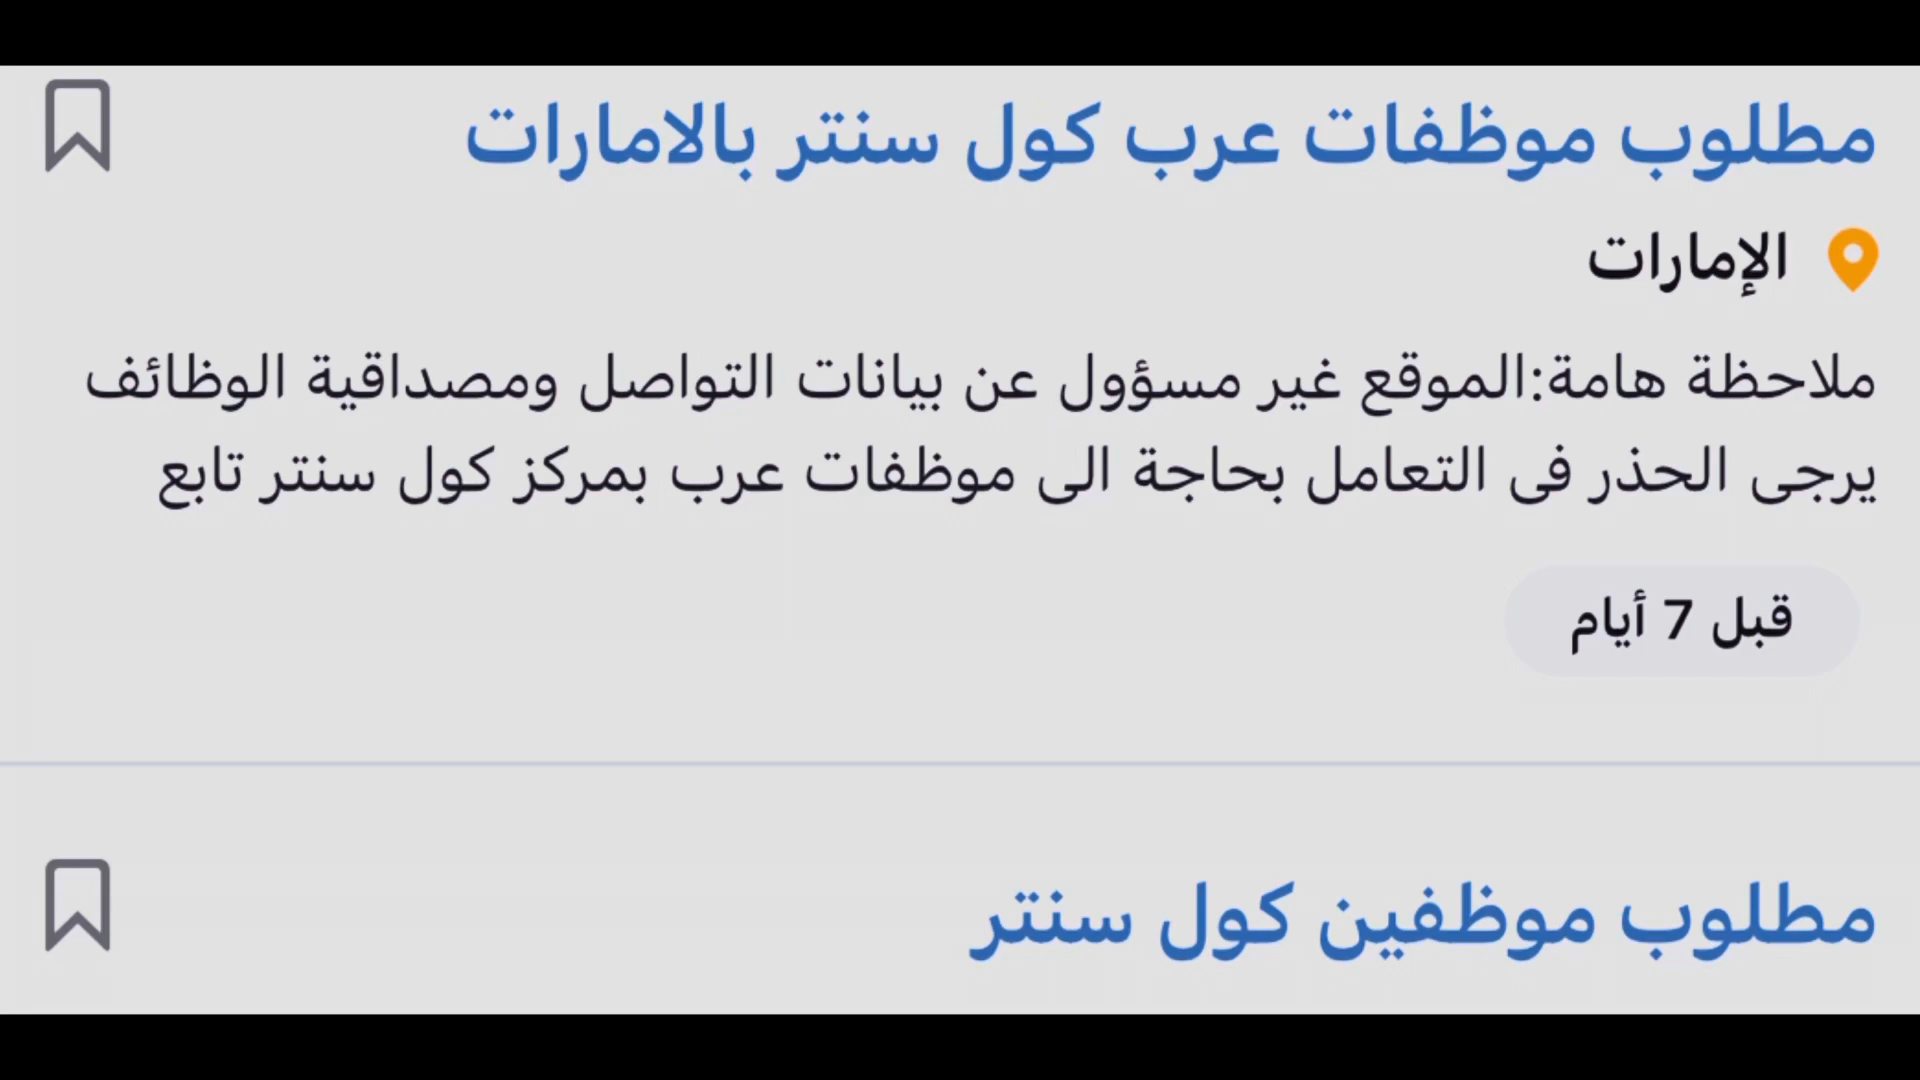 مطلوب موظفات عرب كول سنتر بالامارات
الإمارات
ملاحظة هامة:الموقع غير مسؤول عن بيانات التواصل ومصداقية الوظائف
يرجى الحذر فى التعامل بحاجة الى موظفات عرب بمركز كول سنتر تابع
قبل 7 أيام
مطلوب موظفين كول سنتر